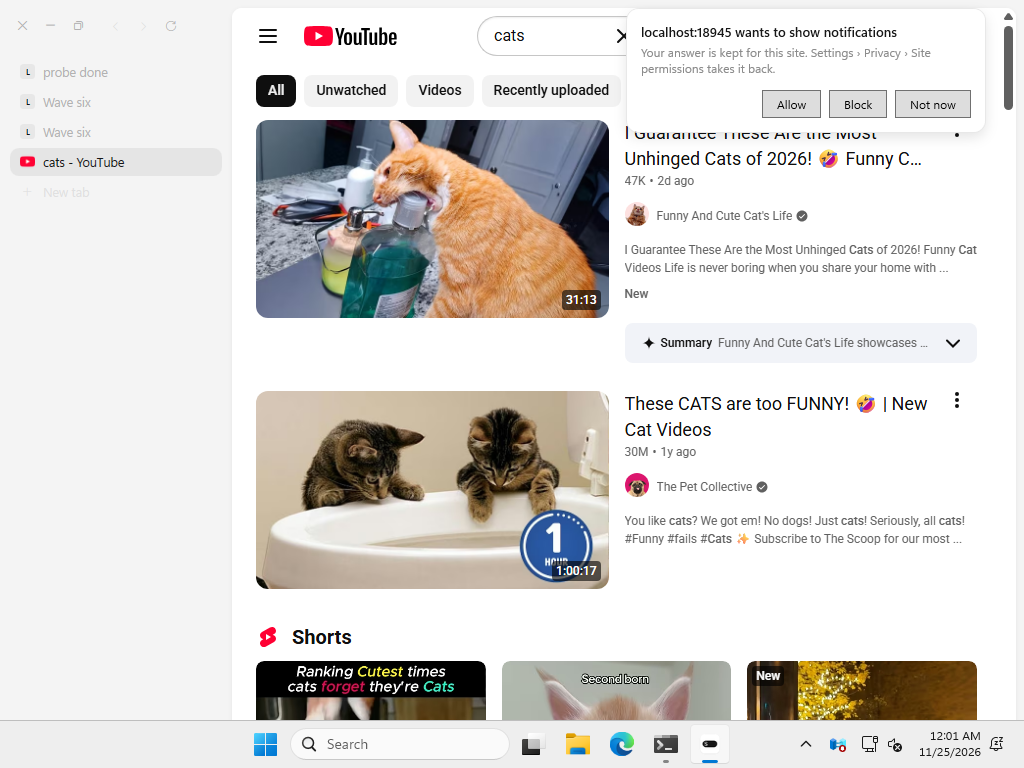 L probe done
L Wave six
L Wave six
cats - YouTube
+ New tab
YouTube
cats
localhost:18945 wants to show notifications
Your answer is kept for this site. Settings › Privacy › Site
permissions takes it back.
Allow
Block
Not now
All
Unwatched
Videos
Recently uploaded
31:13
I Guarantee These Are the Most
Unhinged Cats of 2026! 🤣 Funny C...
47K • 2d ago
Funny And Cute Cat's Life
I Guarantee These Are the Most Unhinged Cats of 2026! Funny Cat
Videos Life is never boring when you share your home with ...
New
Summary Funny And Cute Cat's Life showcases ...
1
HOUR
1:00:17
These CATS are too FUNNY! 🤣 | New
Cat Videos
30M • 1y ago
The Pet Collective
You like cats? We got em! No dogs! Just cats! Seriously, all cats!
#Funny #fails #Cats ✨ Subscribe to The Scoop for our most ...
Shorts
Ranking Cutest times
cats forget they're Cats
Second born
New
Search
12:01 AM
11/25/2026